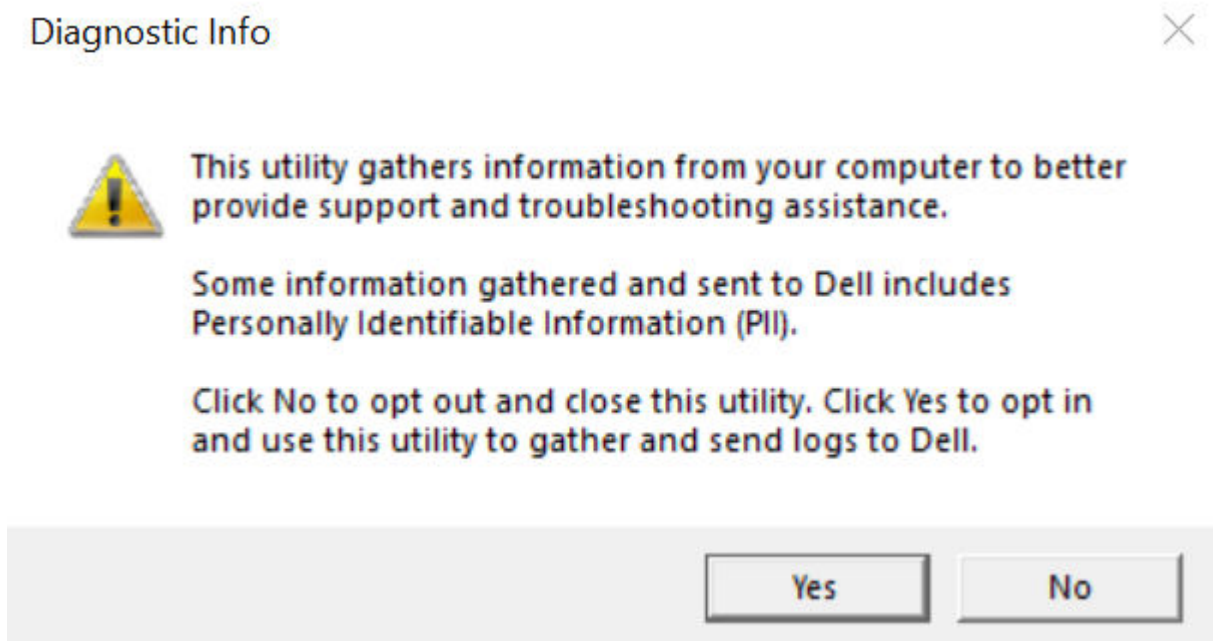 Diagnostic Info
This utility gathers information from your computer to better
provide support and troubleshooting assistance.
Some information gathered and sent to Dell includes
Personally Identifiable Information (PII).
Click No to opt out and close this utility. Click Yes to opt in
and use this utility to gather and send logs to Dell.
Yes
No